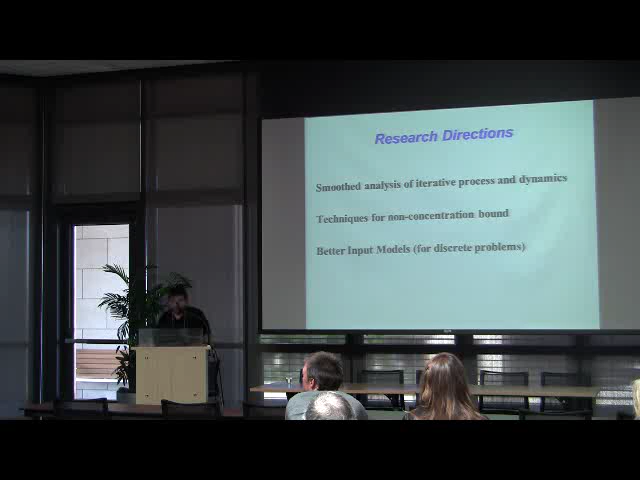 Research Directions
Smoothed analysis of iterative process and dynamics
Techniques for non-concentration bound
Better Input Models (for discrete problems)